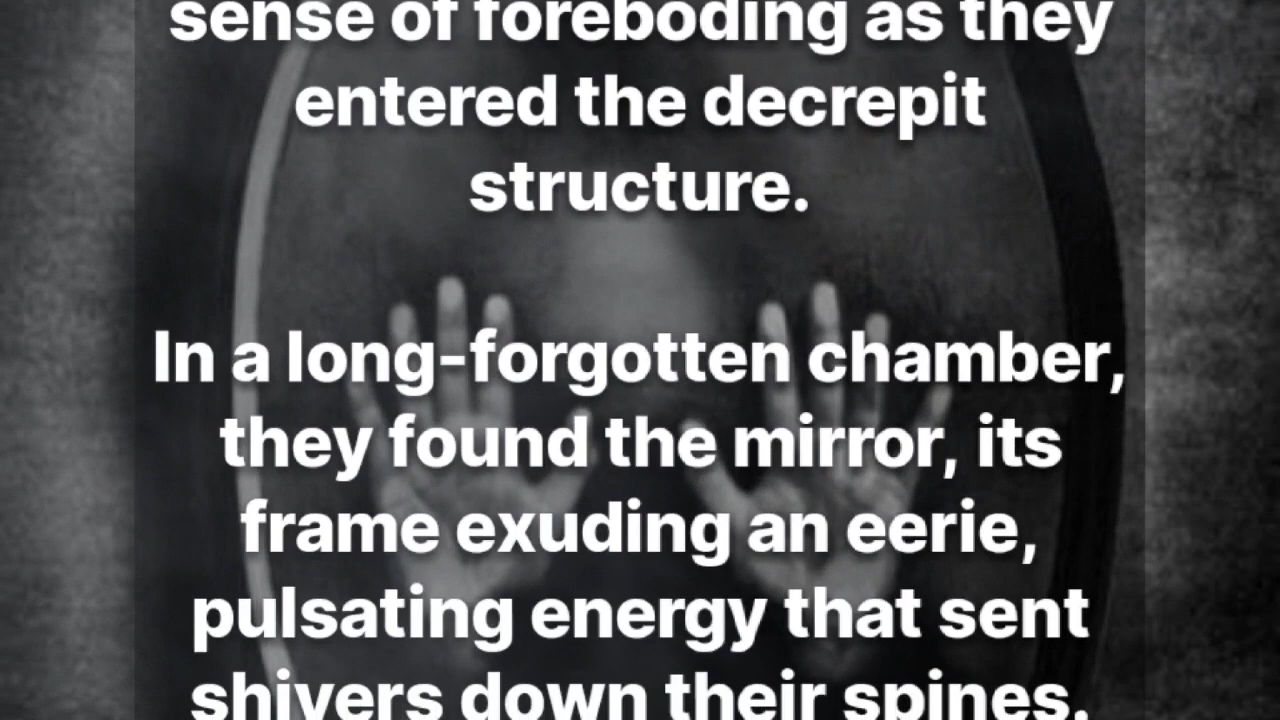 sense of foreboding as they
entered the decrepit
structure.
In a long-forgotten chamber,
they found the mirror, its
frame exuding an eerie,
pulsating energy that sent
shivers down their spines.